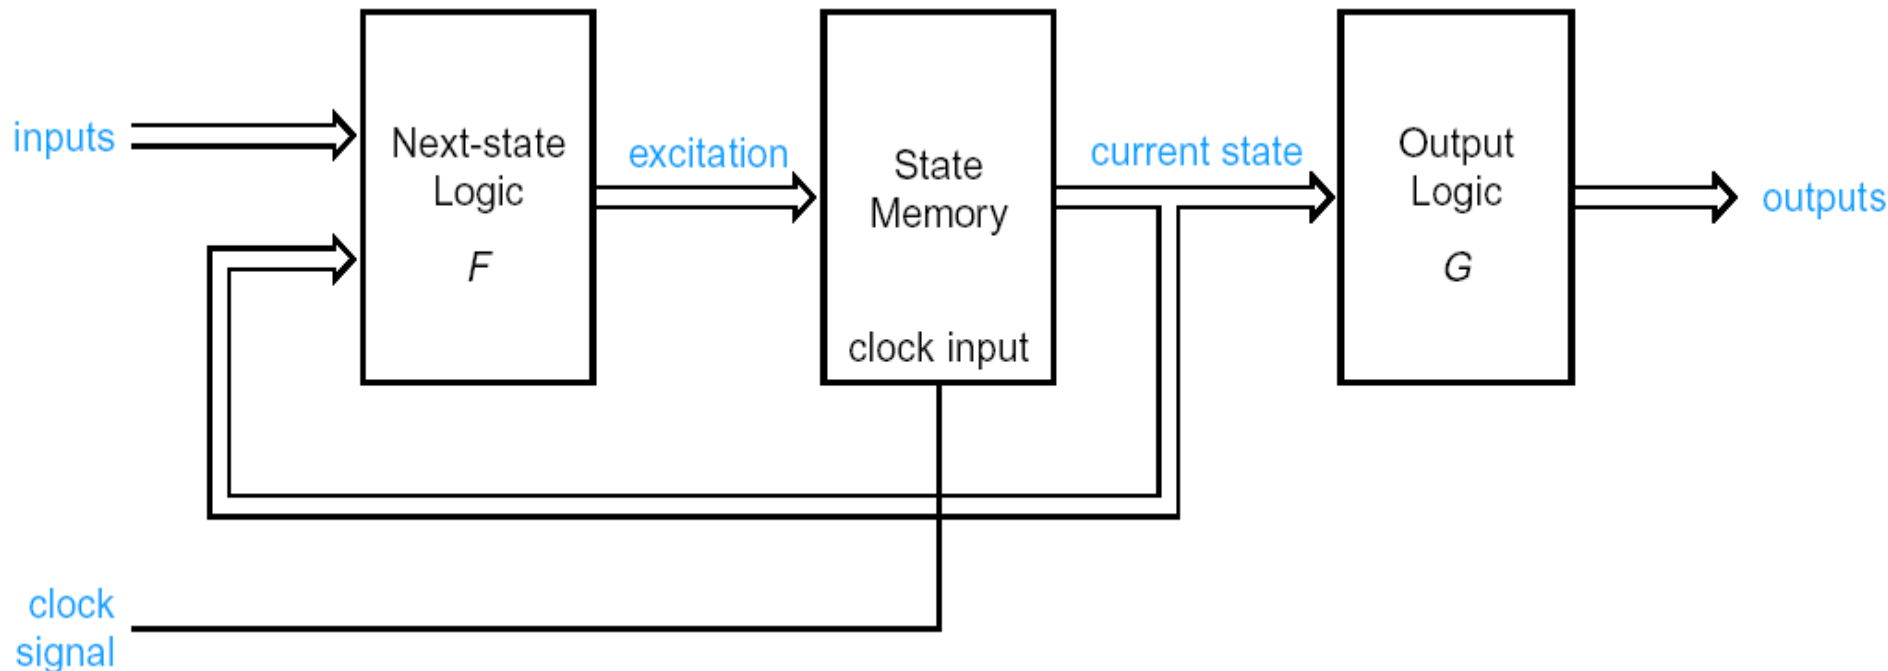 inputs
Next-state
Logic
F
excitation
State
Memory
clock input
current state
Output
Logic
G
outputs
clock
signal